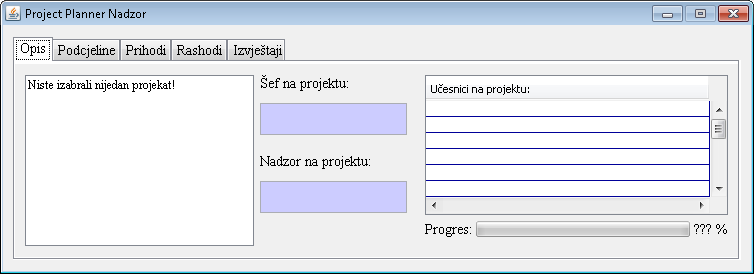 Project Planner Nadzor
Opis Podcjeline Prihodi Rashodi Izvještaji
Niste izabrali nijedan projekat!
Šef na projektu:
Nadzor na projektu:
Učesnici na projektu:
Progres: ??? %